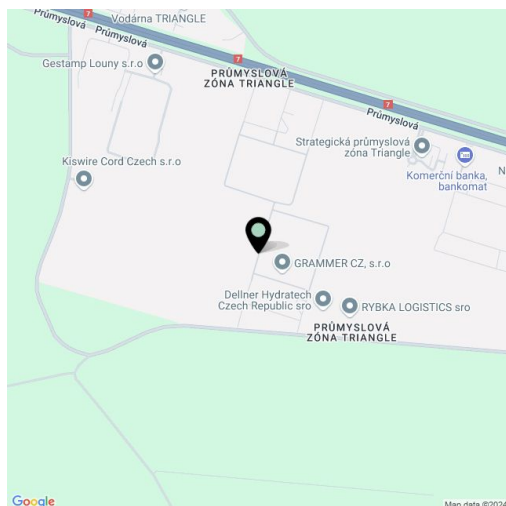 Vodárna TRIANGLE
7
Průmyslová
Průmyslová
Gestamp Louny s.r.o
7
PRŮMYSLOVÁ
ZÓNA TRIANGLE
7
Průmyslová
Strategická průmyslová
zóna Triangle
Kiswire Cord Czech s.r.o
Komerční banka,
bankomat
N
GRAMMER CZ, s.r.o
Dellner Hydratech
Czech Republic sro
RYBKA LOGISTICS sro
PRŮMYSLOVÁ
ZÓNA TRIANGLE
Google
Map data ©2024